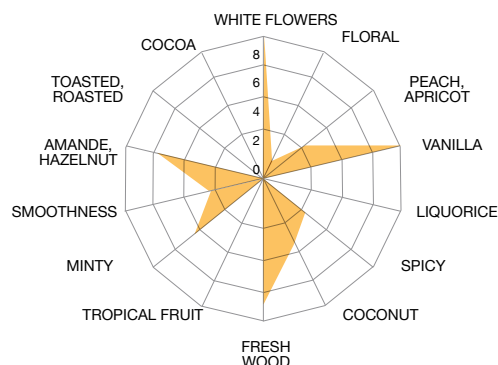 WHITE FLOWERS
FLORAL
PEACH,
APRICOT
VANILLA
LIQUORICE
SPICY
COCONUT
FRESH
WOOD
TROPICAL FRUIT
MINTY
SMOOTHNESS
AMANDE,
HAZELNUT
TOASTED,
ROASTED
COCOA
8
6
4
2
0